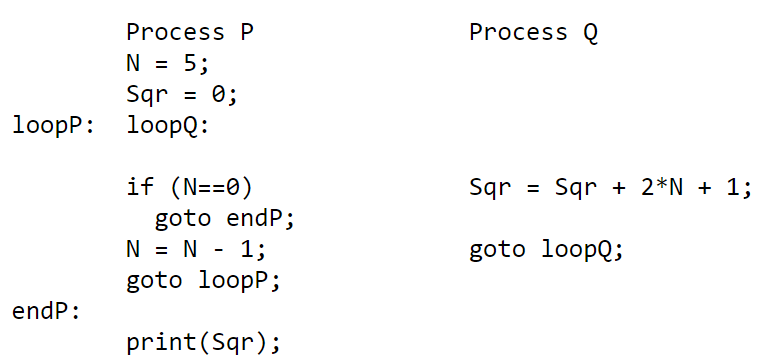 Process P Process Q
N = 5;
Sqr = 0;
loopP: loopQ:
if (N==0) Sqr = Sqr + 2*N + 1;
goto endP;
N = N - 1; goto loopQ;
goto loopP;
endP:
print(Sqr);